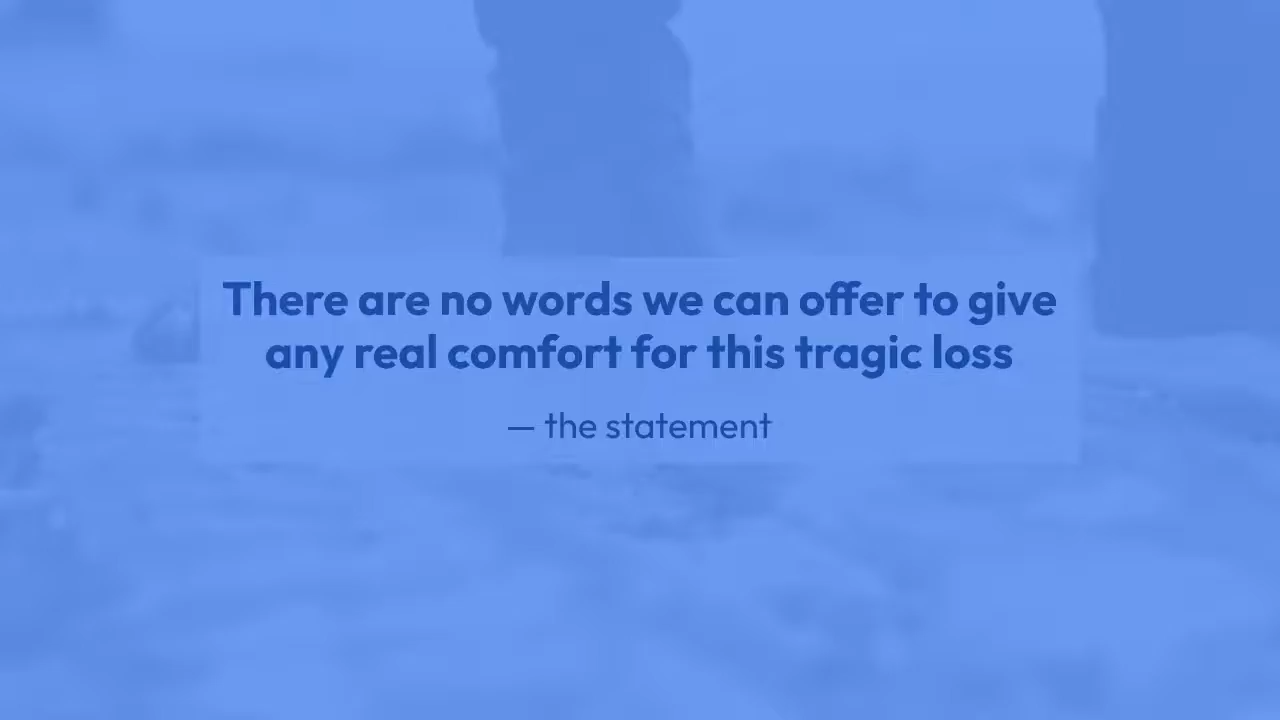 There are no words we can offer to give
any real comfort for this tragic loss
— the statement